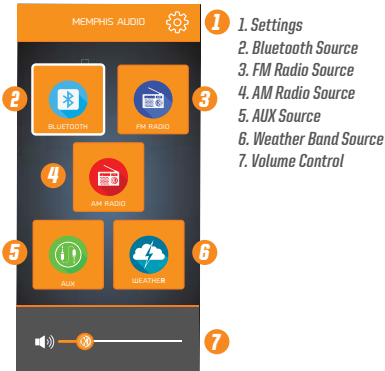 MEMPHIS AUDIO
1
1. Settings
2. Bluetooth Source
3. FM Radio Source
4. AM Radio Source
5. AUX Source
6. Weather Band Source
7. Volume Control
2
BLUETOOTH
FM RADIO
3
4
AM RADIO
5
AUX
WEATHER
6
7